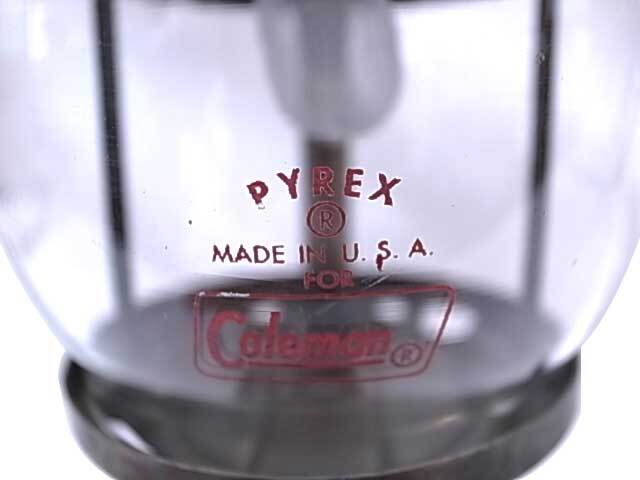 PYREX
®
MADE IN U.S.A.
FOR
Coleman®